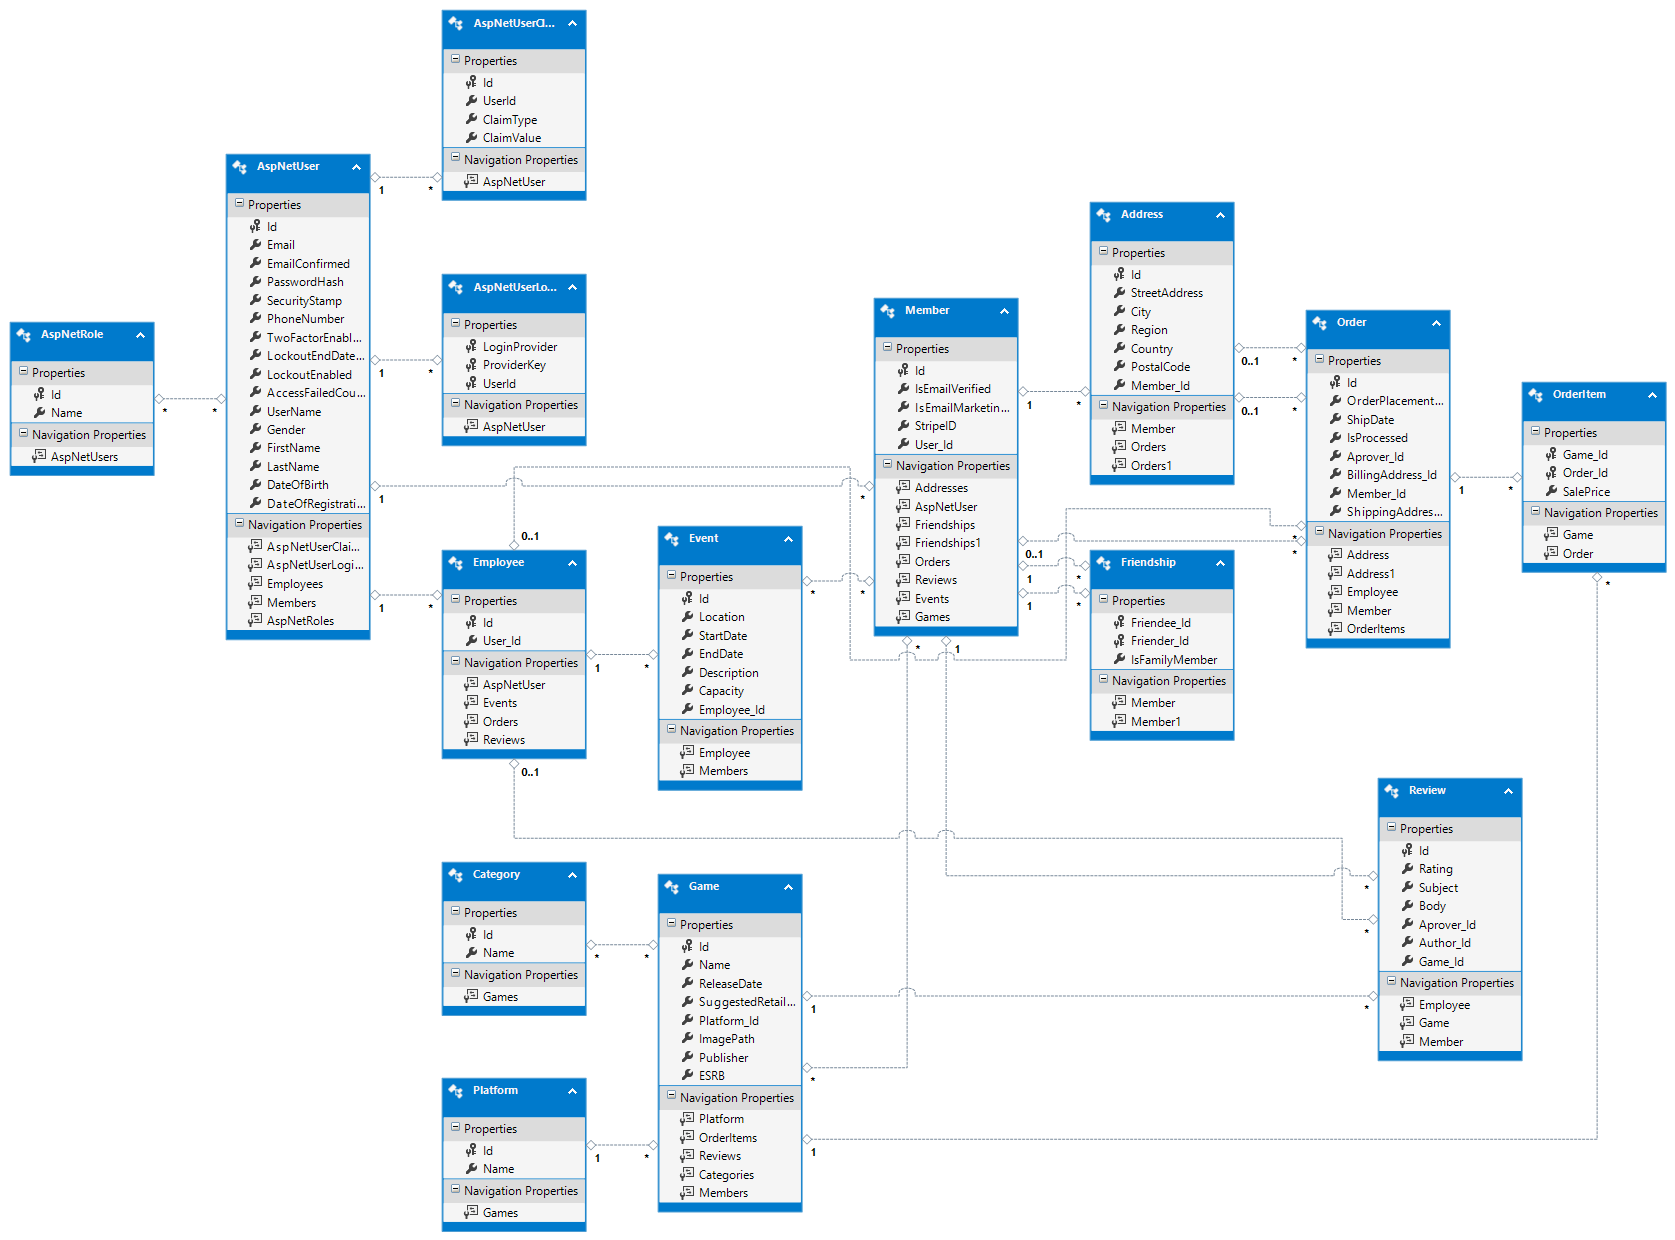 AspNetUserCl...
Properties
Id
UserId
ClaimType
ClaimValue
Navigation Properties
AspNetUser
AspNetUser
Properties
Id
Email
EmailConfirmed
PasswordHash
SecurityStamp
PhoneNumber
TwoFactorEnabl...
LockoutEndDate...
LockoutEnabled
AccessFailedCou...
UserName
Gender
FirstName
LastName
DateOfBirth
DateOfRegistrati...
Navigation Properties
AspNetUserClai...
AspNetUserLogi...
Employees
Members
AspNetRoles
1
*
AspNetUserLo...
Properties
LoginProvider
ProviderKey
UserId
Navigation Properties
AspNetUser
1
*
AspNetRole
Properties
Id
Name
Navigation Properties
AspNetUsers
*
*
1
*
1
*
Member
Properties
Id
IsEmailVerified
IsEmailMarketin...
StripeID
User_Id
Navigation Properties
Addresses
AspNetUser
Friendships
Friendships1
Orders
Reviews
Events
Games
1
*
Address
Properties
Id
StreetAddress
City
Region
Country
PostalCode
Member_Id
Navigation Properties
Member
Orders
Orders1
0..1
*
0..1
*
Order
Properties
Id
OrderPlacement...
ShipDate
IsProcessed
Aprover_Id
BillingAddress_Id
Member_Id
ShippingAddres...
Navigation Properties
Address
Address1
Employee
Member
OrderItems
1
*
OrderItem
Properties
Game_Id
Order_Id
SalePrice
Navigation Properties
Game
Order
*
0..1
Employee
Properties
Id
User_Id
Navigation Properties
AspNetUser
Events
Orders
Reviews
0..1
1
*
Event
Properties
Id
Location
StartDate
EndDate
Description
Capacity
Employee_Id
Navigation Properties
Employee
Members
*
*
0..1
*
*
1
*
1
*
Friendship
Properties
Friendee_Id
Friender_Id
IsFamilyMember
Navigation Properties
Member
Member1
*
1
Review
Properties
Id
Rating
Subject
Body
Aprover_Id
Author_Id
Game_Id
Navigation Properties
Employee
Game
Member
*
*
*
Category
Properties
Id
Name
Navigation Properties
Games
*
*
Game
Properties
Id
Name
ReleaseDate
SuggestedRetail...
Platform_Id
ImagePath
Publisher
ESRB
Navigation Properties
Platform
OrderItems
Reviews
Categories
Members
1
*
1
Platform
Properties
Id
Name
Navigation Properties
Games
1
*